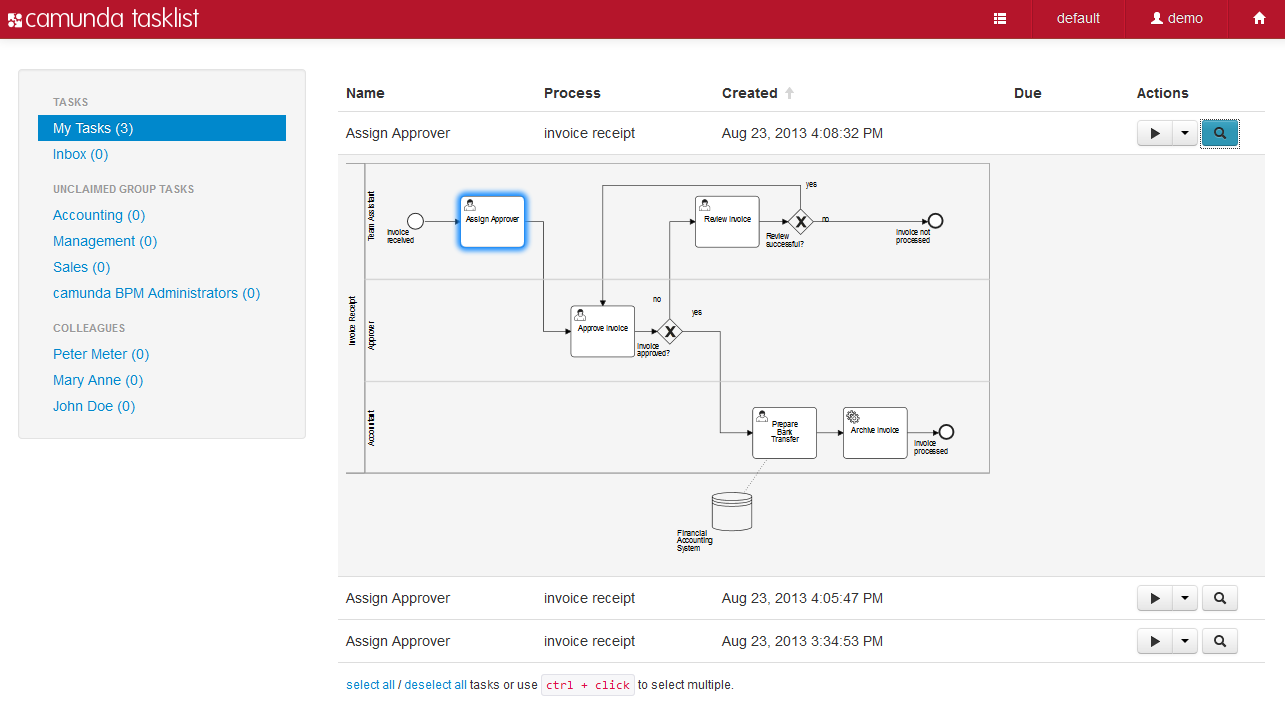 camunda tasklist
default
demo
TASKS
My Tasks (3)
Inbox (0)
UNCLAIMED GROUP TASKS
Accounting (0)
Management (0)
Sales (0)
camunda BPM Administrators (0)
COLLEAGUES
Peter Meter (0)
Mary Anne (0)
John Doe (0)
Name Process Created Due Actions
Assign Approver invoice receipt Aug 23, 2013 4:08:32 PM
Invoice Receipt
Team Assistant
Invoice
received
Assign Approver
Review Invoice
yes
no
Review
successful?
Invoice not
processed
Approver
Approve Invoice
no
yes
Invoice
approved?
Accountant
Prepare
Bank
Transfer
Archive Invoice
Invoice
processed
Financial
Accounting
System
Assign Approver invoice receipt Aug 23, 2013 4:05:47 PM
Assign Approver invoice receipt Aug 23, 2013 3:34:53 PM
select all / deselect all tasks or use ctrl + click to select multiple.